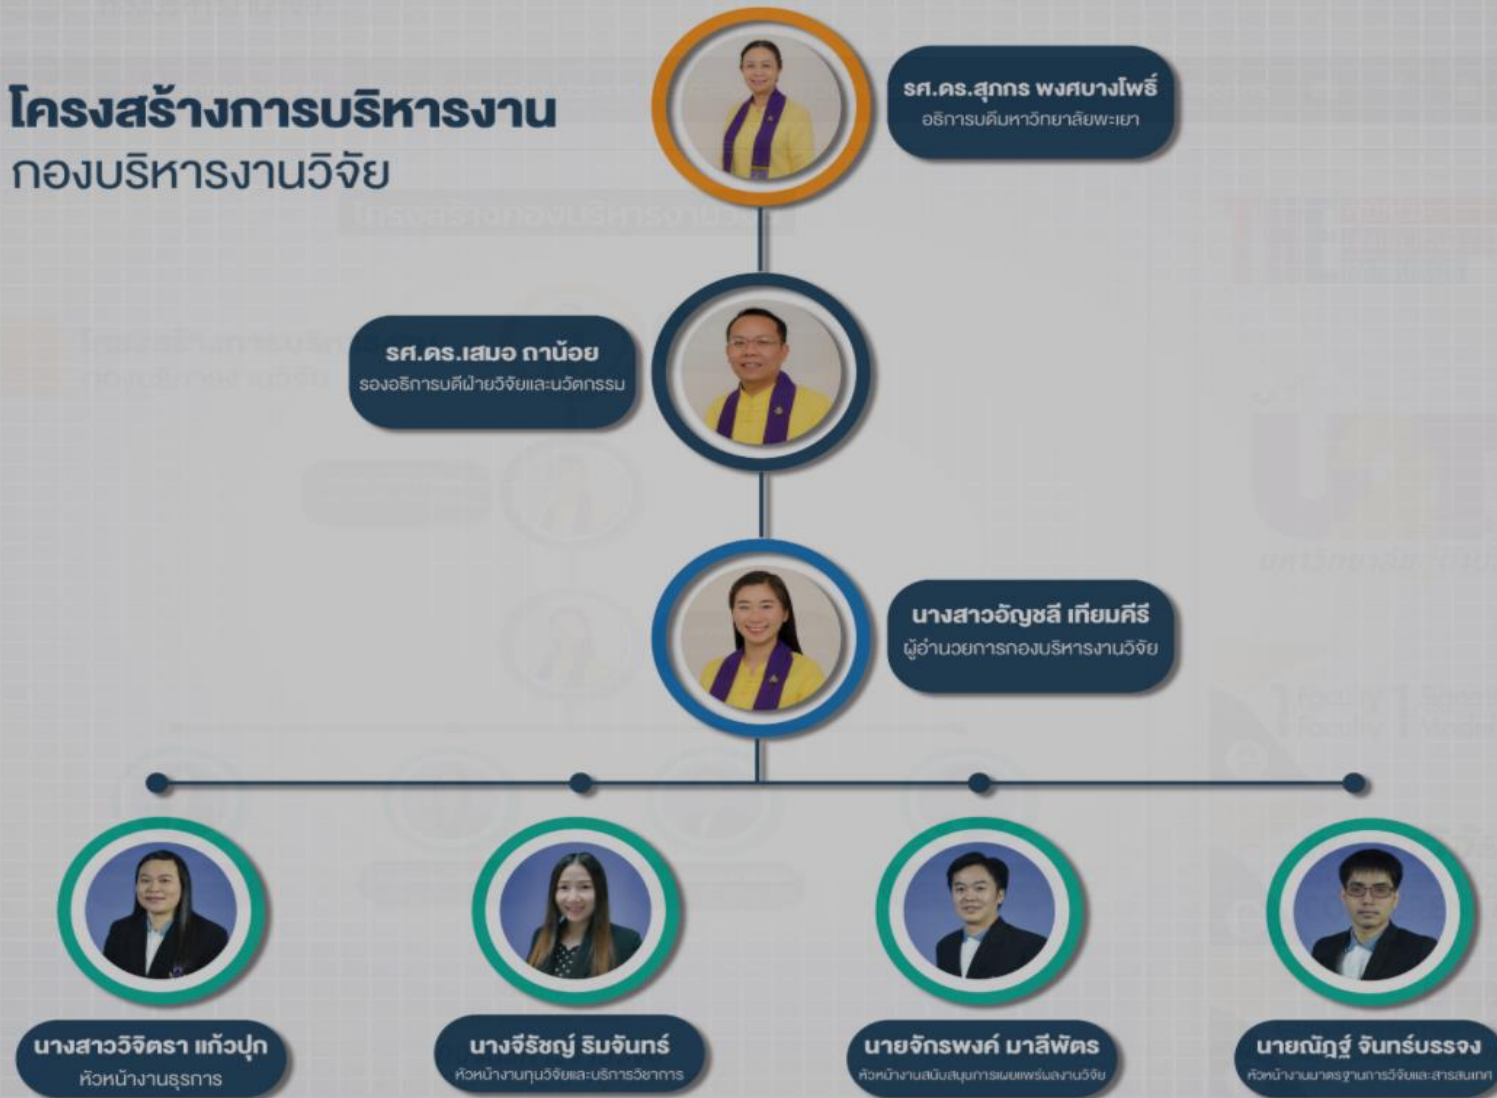 โครงสร้างการบริหารงาน
กองบริหารงานวิจัย
รศ.ดร.สุภกร พงศบางโพธิ์
อธิการบดีมหาวิทยาลัยพะเยา
รศ.ดร.เสมอ ถาน้อย
รองอธิการบดีฝ่ายวิจัยและนวัตกรรม
นางสาวอัญชลี เทียมคีรี
ผู้อำนวยการกองบริหารงานวิจัย
นางสาววิจิตรา แก้วปุก
หัวหน้างานธุรการ
นางจีรัชญ์ ริมจันทร์
หัวหน้างานทุนวิจัยและบริการวิชาการ
นายจักรพงค์ มาลีพัตร
หัวหน้างานสนับสนุนการเผยแพร่ผลงานวิจัย
นายณัฎฐ์ จันทร์บรรจง
หัวหน้างานมาตรฐานการวิจัยและสารสนเทศ